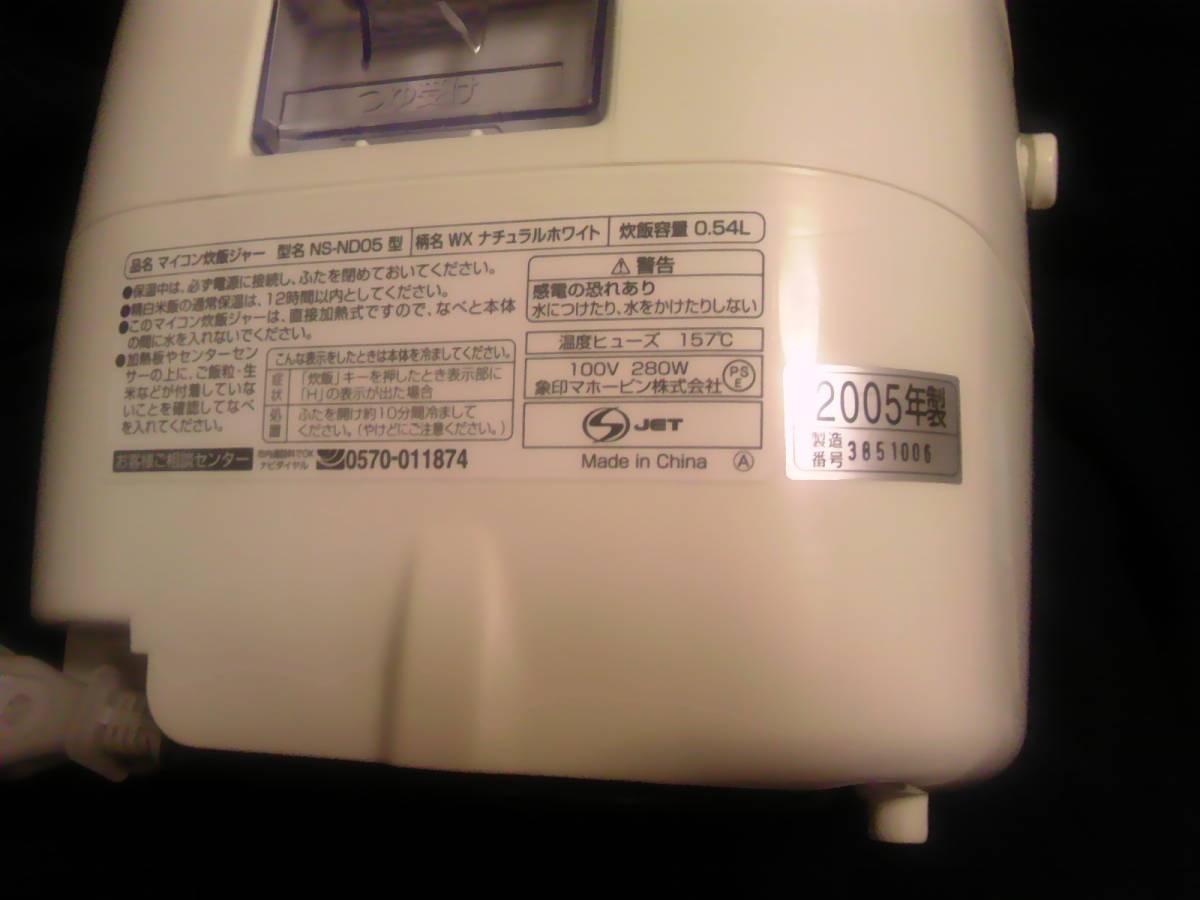 つゆ受け
品名 マイコン炊飯ジャー 型名 NS-ND05 型 柄名 WX ナチュラルホワイト 炊飯容量 0.54L
●保温中は、必ず電源に接続し、ふたを閉めておいてください。
●精白米飯の通常保温は、12時間以内としてください。
●このマイコン炊飯ジャーは、直接加熱式ですので、なべと本体
の間に水を入れないでください。
●加熱板やセンターセン
サーの上に、ご飯粒・生
米などが付着していな
いことを確認してなべ
を入れてください。
こんな表示をしたときは本体を冷ましてください。
症状 「炊飯」キーを押したとき表示部に
「H」の表示が出た場合
処置 ふたを開け約10分間冷まして
ください。(やけどにご注意ください。)
お客様ご相談センター
市内通話料でOK
ナビダイヤル
0570-011874
⚠警告
感電の恐れあり
水につけたり、水をかけたりしない
温度ヒューズ 157℃
100V 280W
象印マホービン株式会社
PS
E
JET
Made in China Ⓐ
2005年製
製造
番号 3851006